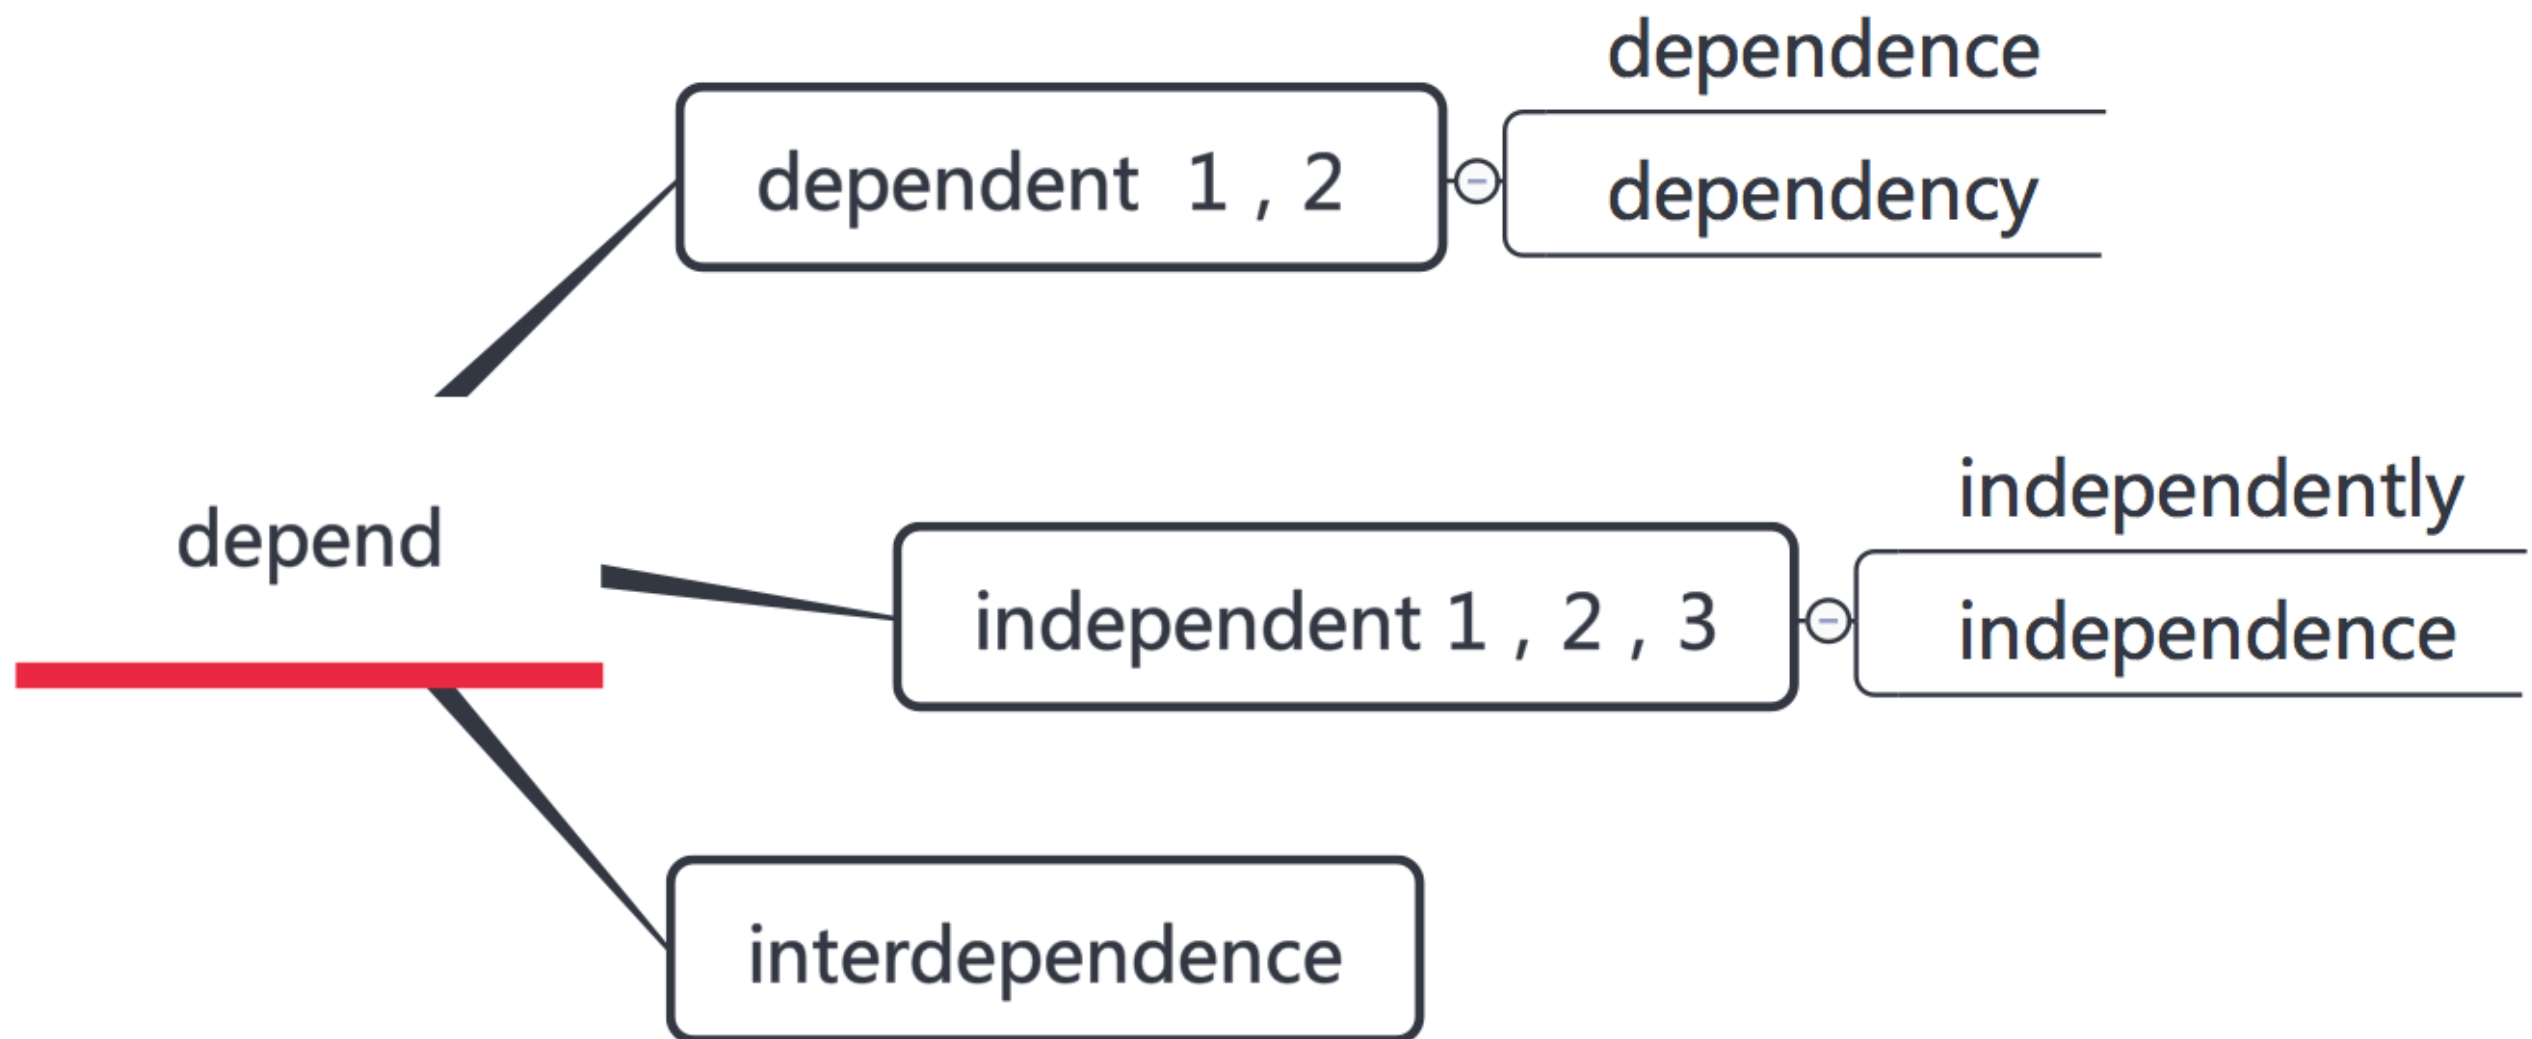 depend
dependent 1 , 2
dependence
dependency
independent 1 , 2 , 3
independently
independence
interdependence